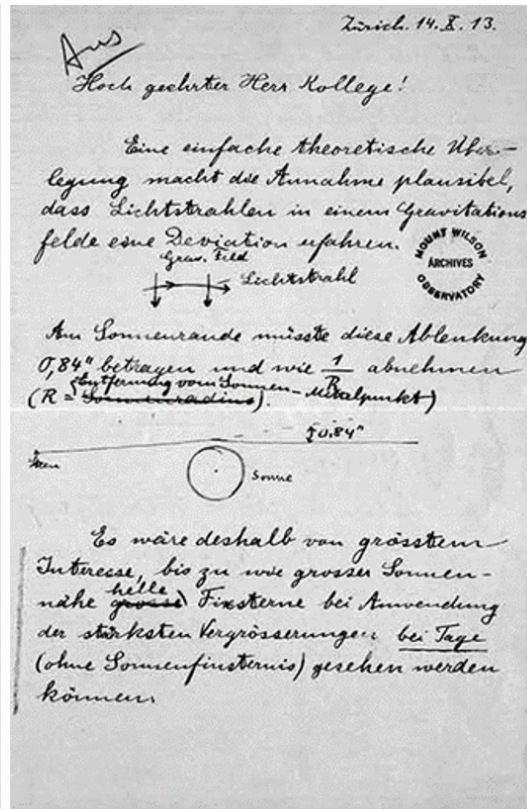 Zürich. 14. X. 13.
Hoch geehrter Herr Kollege!
Eine einfache theoretische Über-
legung macht die Annahme plausibel,
dass Lichtstrahlen in einem Gravitations
felde eine Deviation erfahren.
Grav. Feld
Lichtstrahl
MOUNT WILSON
ARCHIVES
OBSERVATORY
Am Sonnenrande müsste diese Ablenkung
0,84" betragen und wie 1/R abnehmen
(R = Sonnenradius Entfernung vom Sonnen-Mittelpunkt)
0.84"
Stern
Sonne
Es wäre deshalb von grösstem
Interesse, bis zu wie grosser Sonnen-
nähe grosse helle Fixsterne bei Anwendung
der stärksten Vergrösserungen bei Tage
(ohne Sonnenfinsternis) gesehen werden
können.